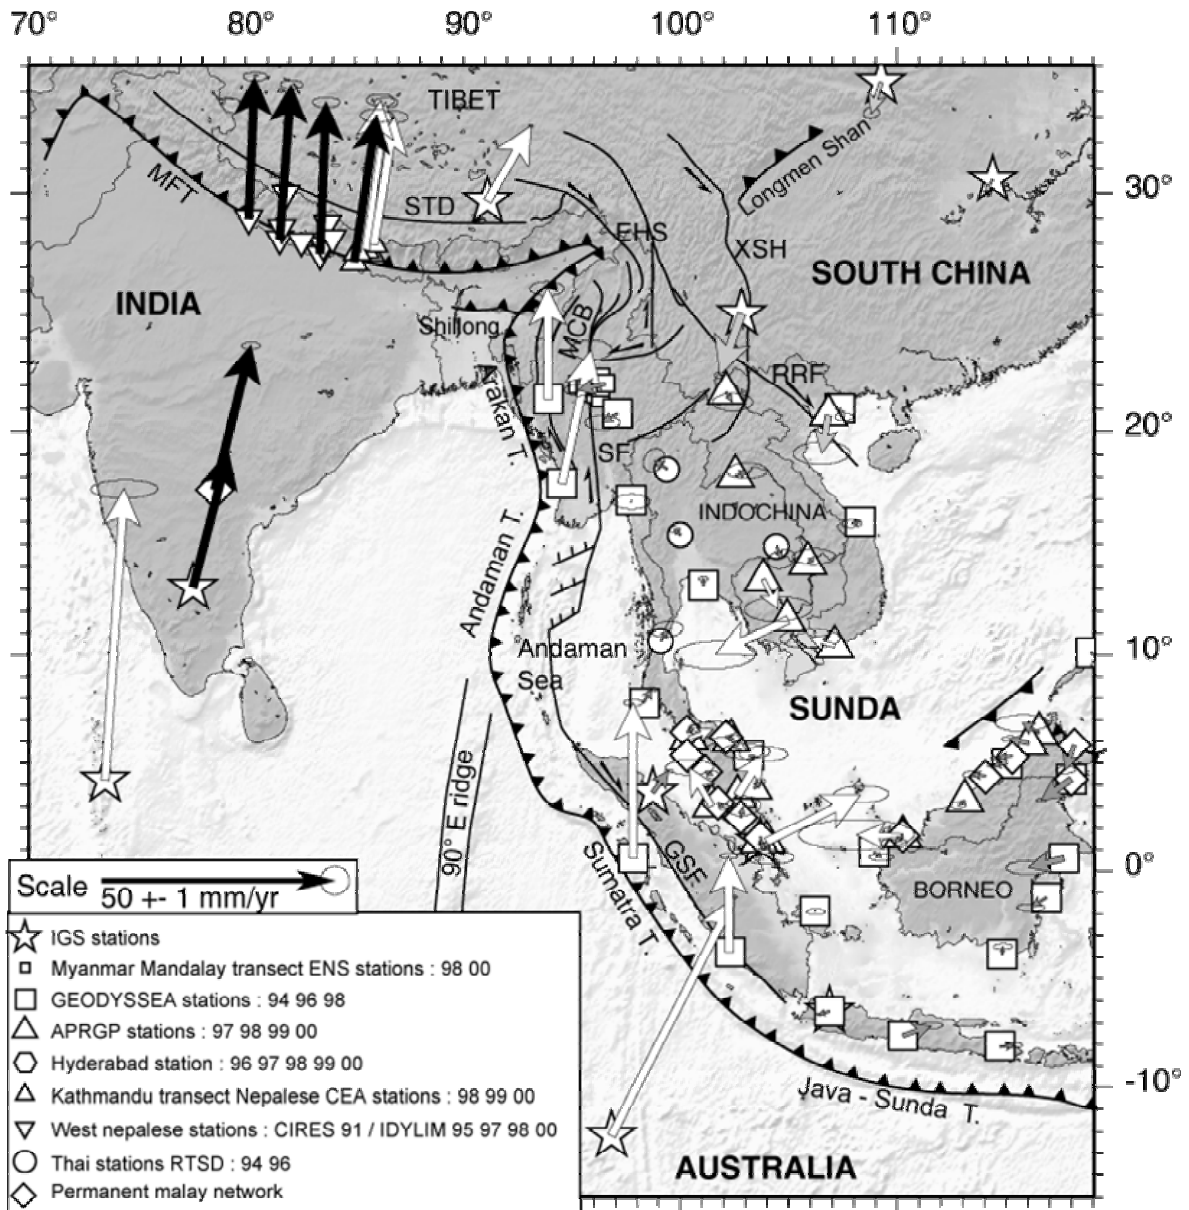 70° 80° 90° 100° 110°
TIBET
Longmen Shan
MFT
30°
STD
EHS
XSH
SOUTH CHINA
INDIA
MCB
Shillong
RRF
Arakan T.
20°
SF
INDOCHINA
Andaman T.
Andaman
Sea
10°
SUNDA
90° E ridge
GSF
0°
Sumatra T.
BORNEO
Scale
50 +- 1 mm/yr
IGS stations
Myanmar Mandalay transect ENS stations : 98 00
GEODYSSEA stations : 94 96 98
APRGP stations : 97 98 99 00
Hyderabad station : 96 97 98 99 00
Kathmandu transect Nepalese CEA stations : 98 99 00
West nepalese stations : CIRES 91 / IDYLIM 95 97 98 00
Thai stations RTSD : 94 96
Permanent malay network
-10°
Java - Sunda T.
AUSTRALIA